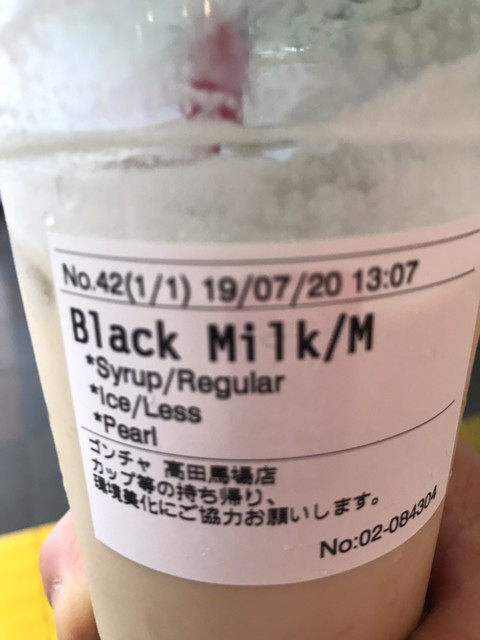 No.42(1/1) 19/07/20 13:07
Black Milk/M
*Syrup/Regular
*Ice/Less
*Pearl
ゴンチャ 高田馬場店
カップ等の持ち帰り、
環境美化にご協力お願いします。
No:02-084304